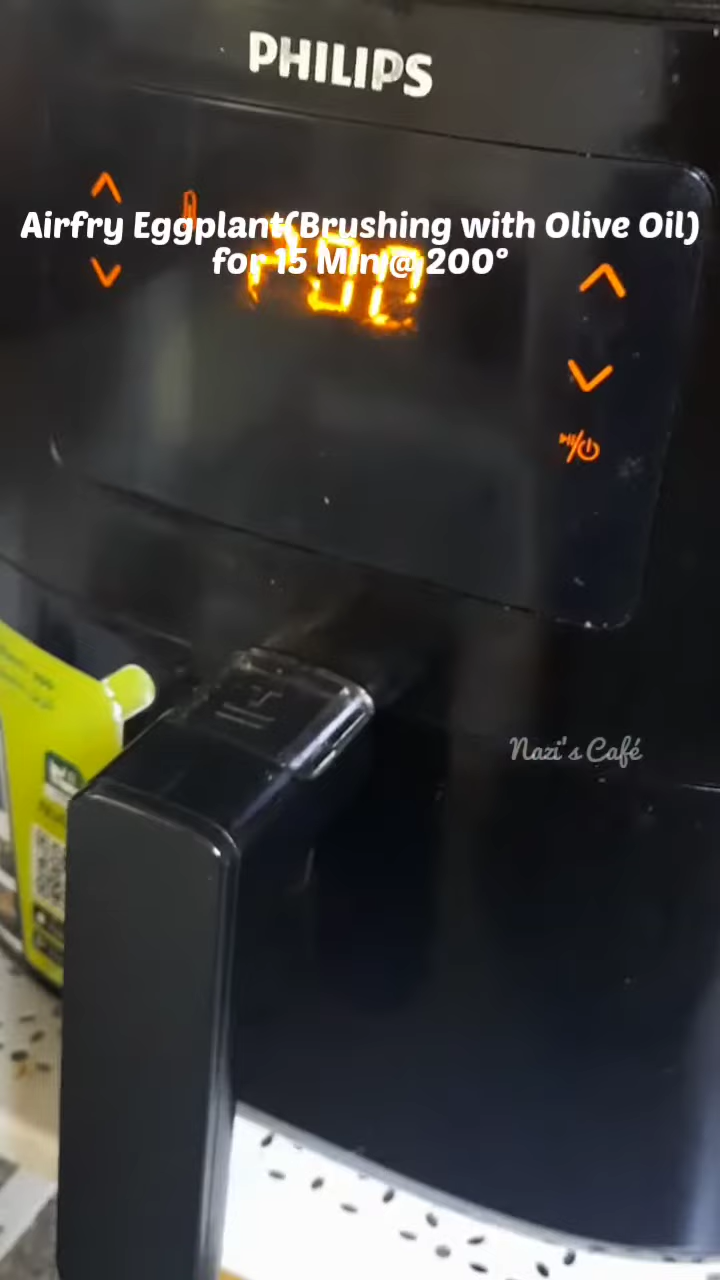 PHILIPS
Airfry Eggplant(Brushing with Olive Oil)
for 15 Min@ 200°
Nazi's Café